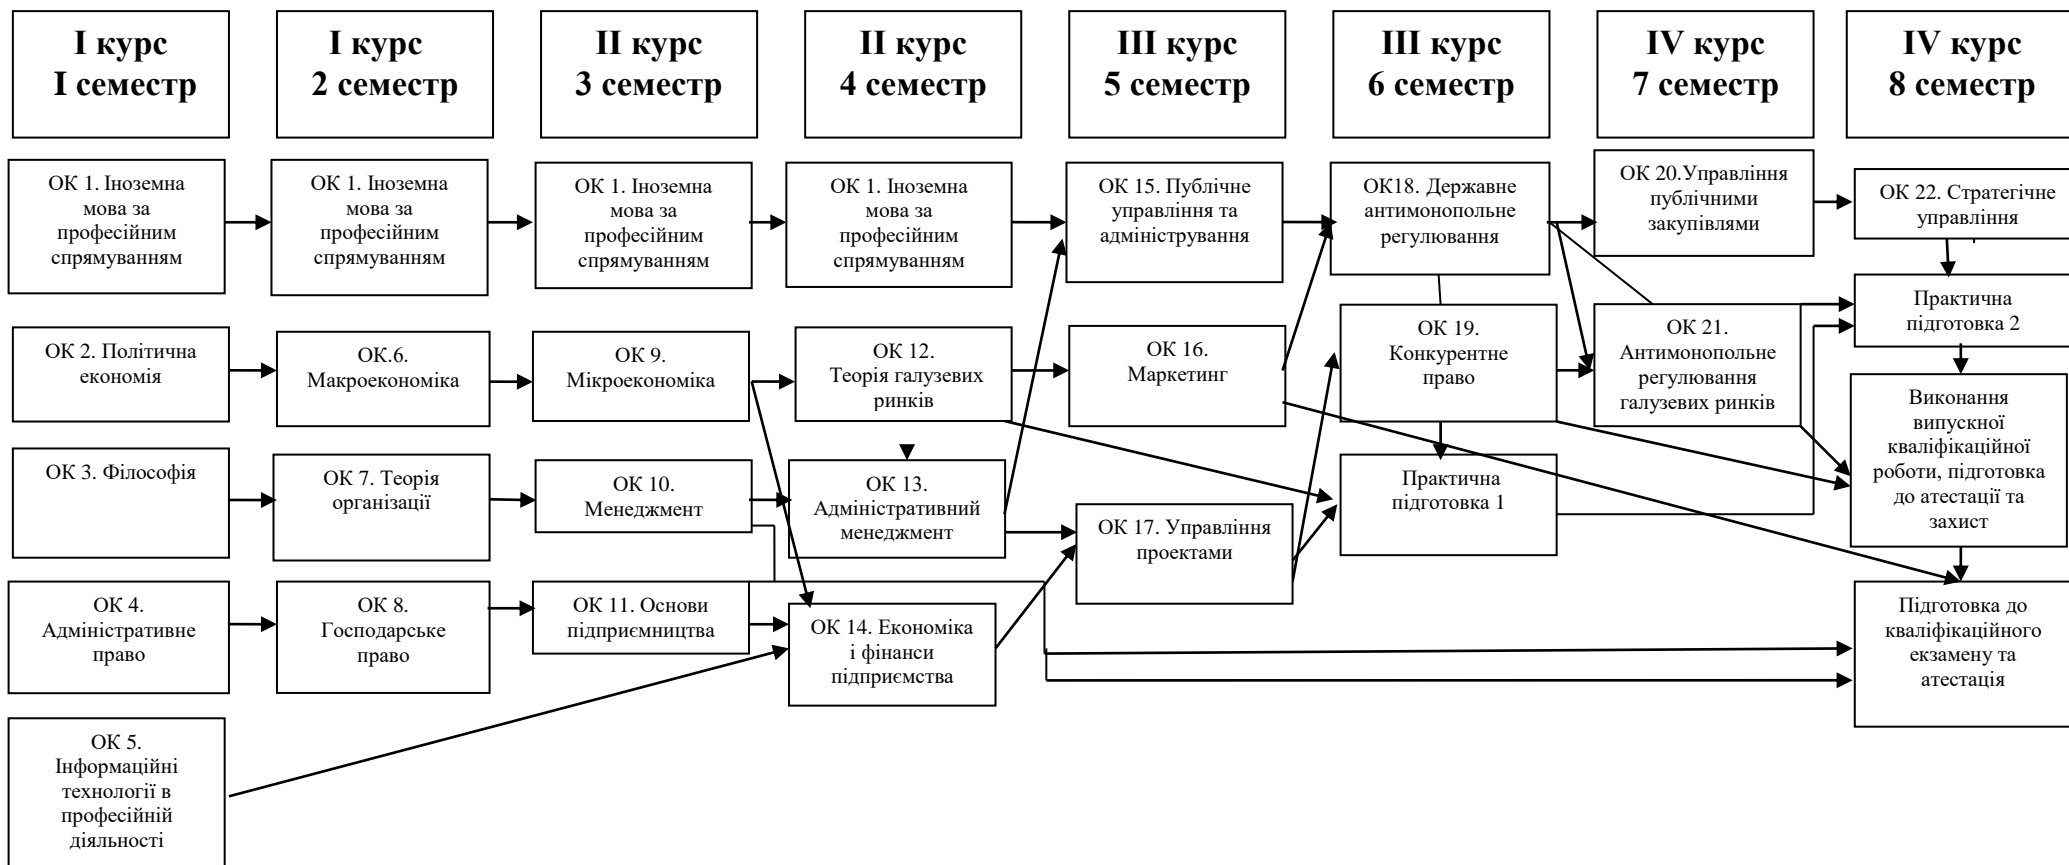 I курс
I семестр
I курс
2 семестр
II курс
3 семестр
II курс
4 семестр
III курс
5 семестр
III курс
6 семестр
IV курс
7 семестр
IV курс
8 семестр
ОК 1. Іноземна
мова за
професійним
спрямуванням
ОК 1. Іноземна
мова за
професійним
спрямуванням
ОК 1. Іноземна
мова за
професійним
спрямуванням
ОК 1. Іноземна
мова за
професійним
спрямуванням
ОК 15. Публічне
управління та
адміністрування
ОК18. Державне
антимонопольне
регулювання
ОК 20.Управління
публічними
закупівлями
ОК 22. Стратегічне
управління
Практична
підготовка 2
ОК 2. Політична
економія
ОК.6.
Макроекономіка
ОК 9.
Мікроекономіка
ОК 12.
Теорія галузевих
ринків
ОК 16.
Маркетинг
ОК 19.
Конкурентне
право
ОК 21.
Антимонопольне
регулювання
галузевих ринків
Виконання
випускної
кваліфікаційної
роботи, підготовка
до атестації та
захист
ОК 3. Філософія
ОК 7. Теорія
організації
ОК 10.
Менеджмент
ОК 13.
Адміністративний
менеджмент
ОК 17. Управління
проектами
Практична
підготовка 1
ОК 4.
Адміністративне
право
ОК 8.
Господарське
право
ОК 11. Основи
підприємництва
ОК 14. Економіка
і фінанси
підприємства
Підготовка до
кваліфікаційного
екзамену та
атестація
ОК 5.
Інформаційні
технології в
професійній
діяльності